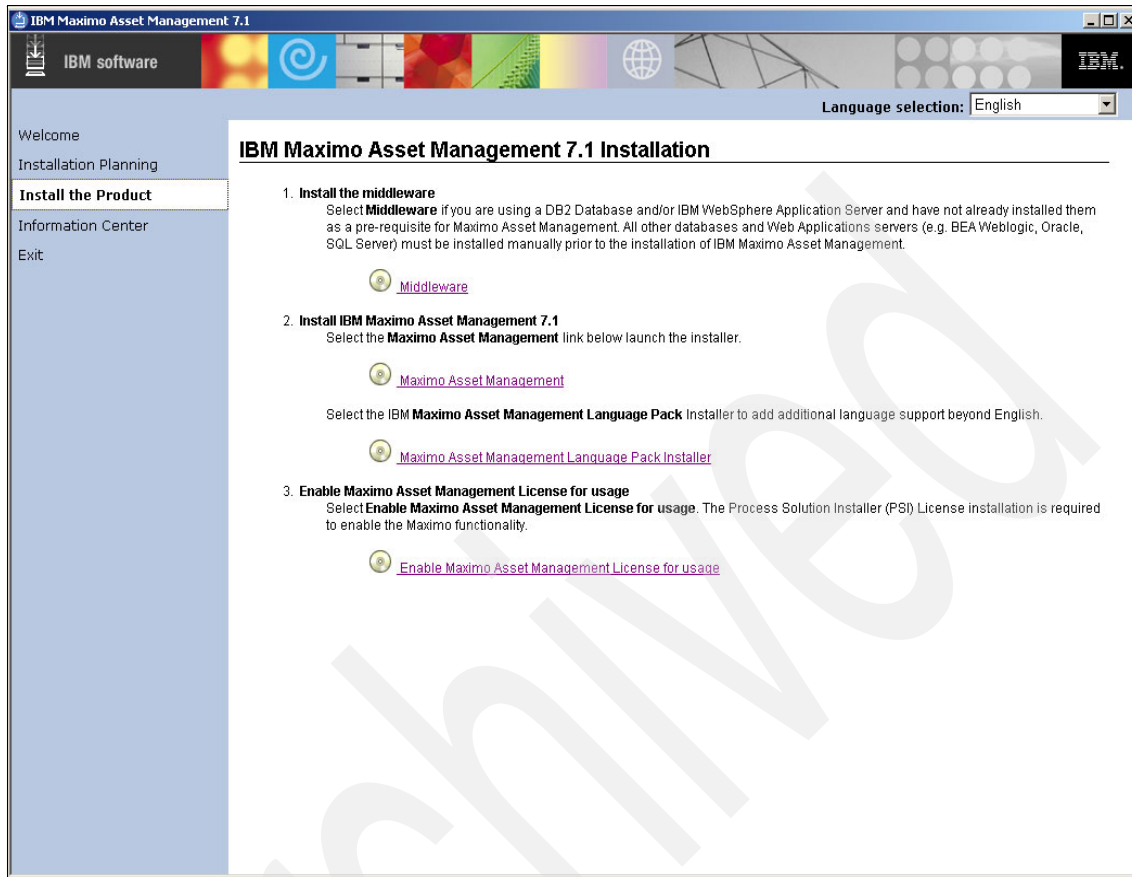 IBM Maximo Asset Management 7.1
IBM software
IBM.
Language selection: English
Welcome
Installation Planning
Install the Product
Information Center
Exit
IBM Maximo Asset Management 7.1 Installation
1. Install the middleware
Select Middleware if you are using a DB2 Database and/or IBM WebSphere Application Server and have not already installed them
as a pre-requisite for Maximo Asset Management. All other databases and Web Applications servers (e.g. BEA Weblogic, Oracle,
SQL Server) must be installed manually prior to the installation of IBM Maximo Asset Management.
Middleware
2. Install IBM Maximo Asset Management 7.1
Select the Maximo Asset Management link below launch the installer.
Maximo Asset Management
Select the IBM Maximo Asset Management Language Pack Installer to add additional language support beyond English.
Maximo Asset Management Language Pack Installer
3. Enable Maximo Asset Management License for usage
Select Enable Maximo Asset Management License for usage. The Process Solution Installer (PSI) License installation is required
to enable the Maximo functionality.
Enable Maximo Asset Management License for usage
chived